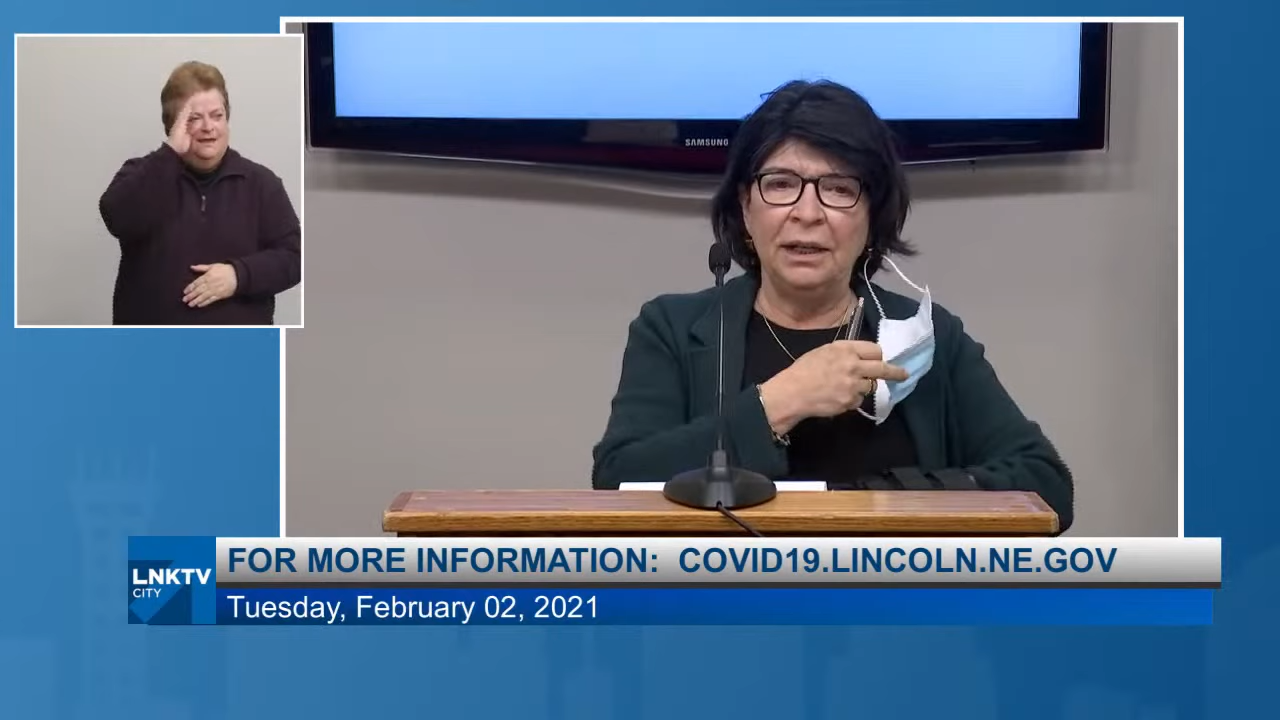 SAMSUNG
FOR MORE INFORMATION: COVID19.LINCOLN.NE.GOV
LNKTV
CITY
Tuesday, February 02, 2021